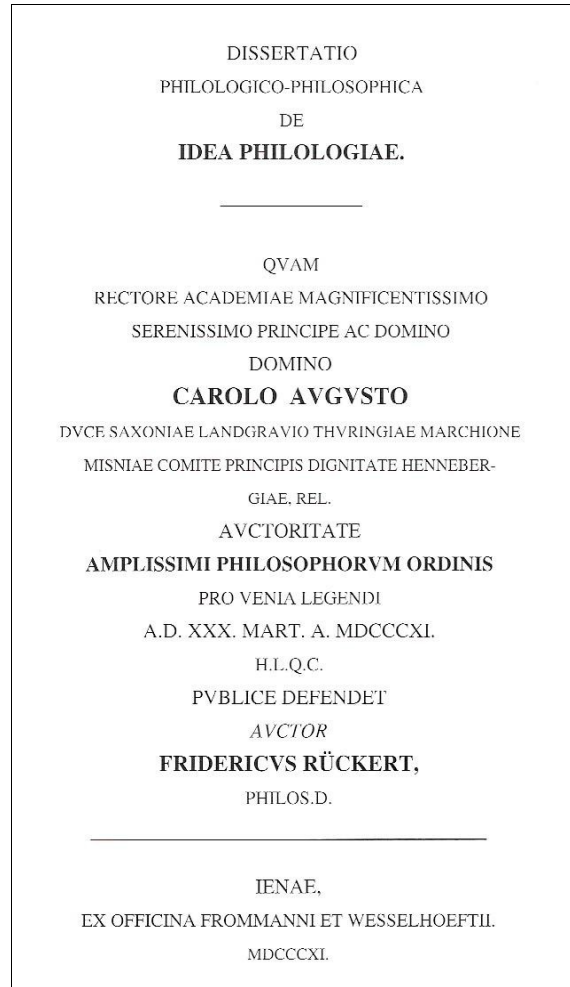 DISSERTATIO
PHILOLOGICO-PHILOSOPHICA
DE
IDEA PHILOLOGIAE.
QVAM
RECTORE ACADEMIAE MAGNIFICENTISSIMO
SERENISSIMO PRINCIPE AC DOMINO
DOMINO
CAROLO AVGVSTO
DVCE SAXONIAE LANDGRAVIO THVRINGIAE MARCHIONE
MISNIAE COMITE PRINCIPIS DIGNITATE HENNEBER-
GIAE, REL.
AVCTORITATE
AMPLISSIMI PHILOSOPHORVM ORDINIS
PRO VENIA LEGENDI
A.D. XXX. MART. A. MDCCCXI.
H.L.Q.C.
PVBLICE DEFENDET
AVCTOR
FRIDERICVS RÜCKERT,
PHILOS.D.
IENAE,
EX OFFICINA FROMMANNI ET WESSELHOEFTII.
MDCCCXI.